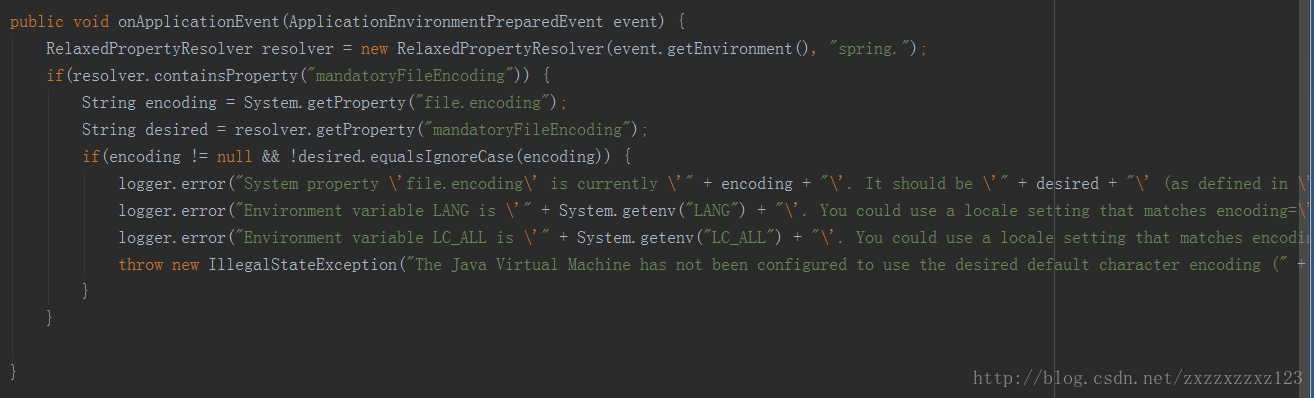 public void onApplicationEvent(ApplicationEnvironmentPreparedEvent event) {
RelaxedPropertyResolver resolver = new RelaxedPropertyResolver(event.getEnvironment(), "spring.");
if(resolver.containsProperty("mandatoryFileEncoding")) {
String encoding = System.getProperty("file.encoding");
String desired = resolver.getProperty("mandatoryFileEncoding");
if(encoding != null && !desired.equalsIgnoreCase(encoding)) {
logger.error("System property \'file.encoding\' is currently \'" + encoding + "\'. It should be \'" + desired + "\' (as defined in \'
logger.error("Environment variable LANG is \'" + System.getenv("LANG") + "\'. You could use a locale setting that matches encoding=\'
logger.error("Environment variable LC_ALL is \'" + System.getenv("LC_ALL") + "\'. You could use a locale setting that matches encodin
throw new IllegalStateException("The Java Virtual Machine has not been configured to use the desired default character encoding (" +
}
}
}
http://blog.csdn.net/zxzzxzzxz123